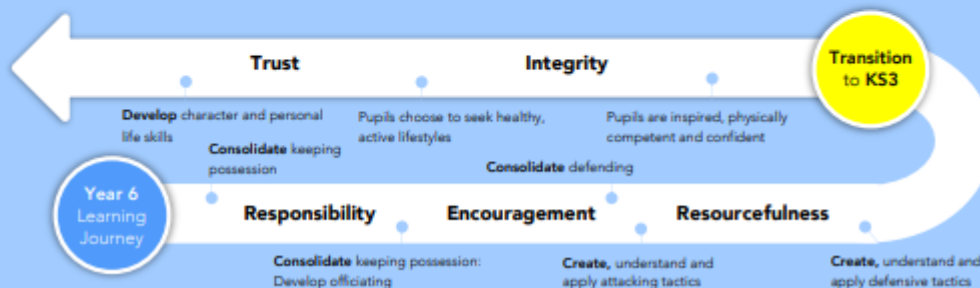 Trust
Integrity
Transition
to KS3
Develop character and personal
life skills
Pupils choose to seek healthy,
active lifestyles
Pupils are inspired, physically
competent and confident
Consolidate keeping
possession
Consolidate defending
Year 6
Learning
Journey
Responsibility
Encouragement
Resourcefulness
Consolidate keeping possession:
Develop officiating
Create, understand and
apply attacking tactics
Create, understand and
apply defensive tactics